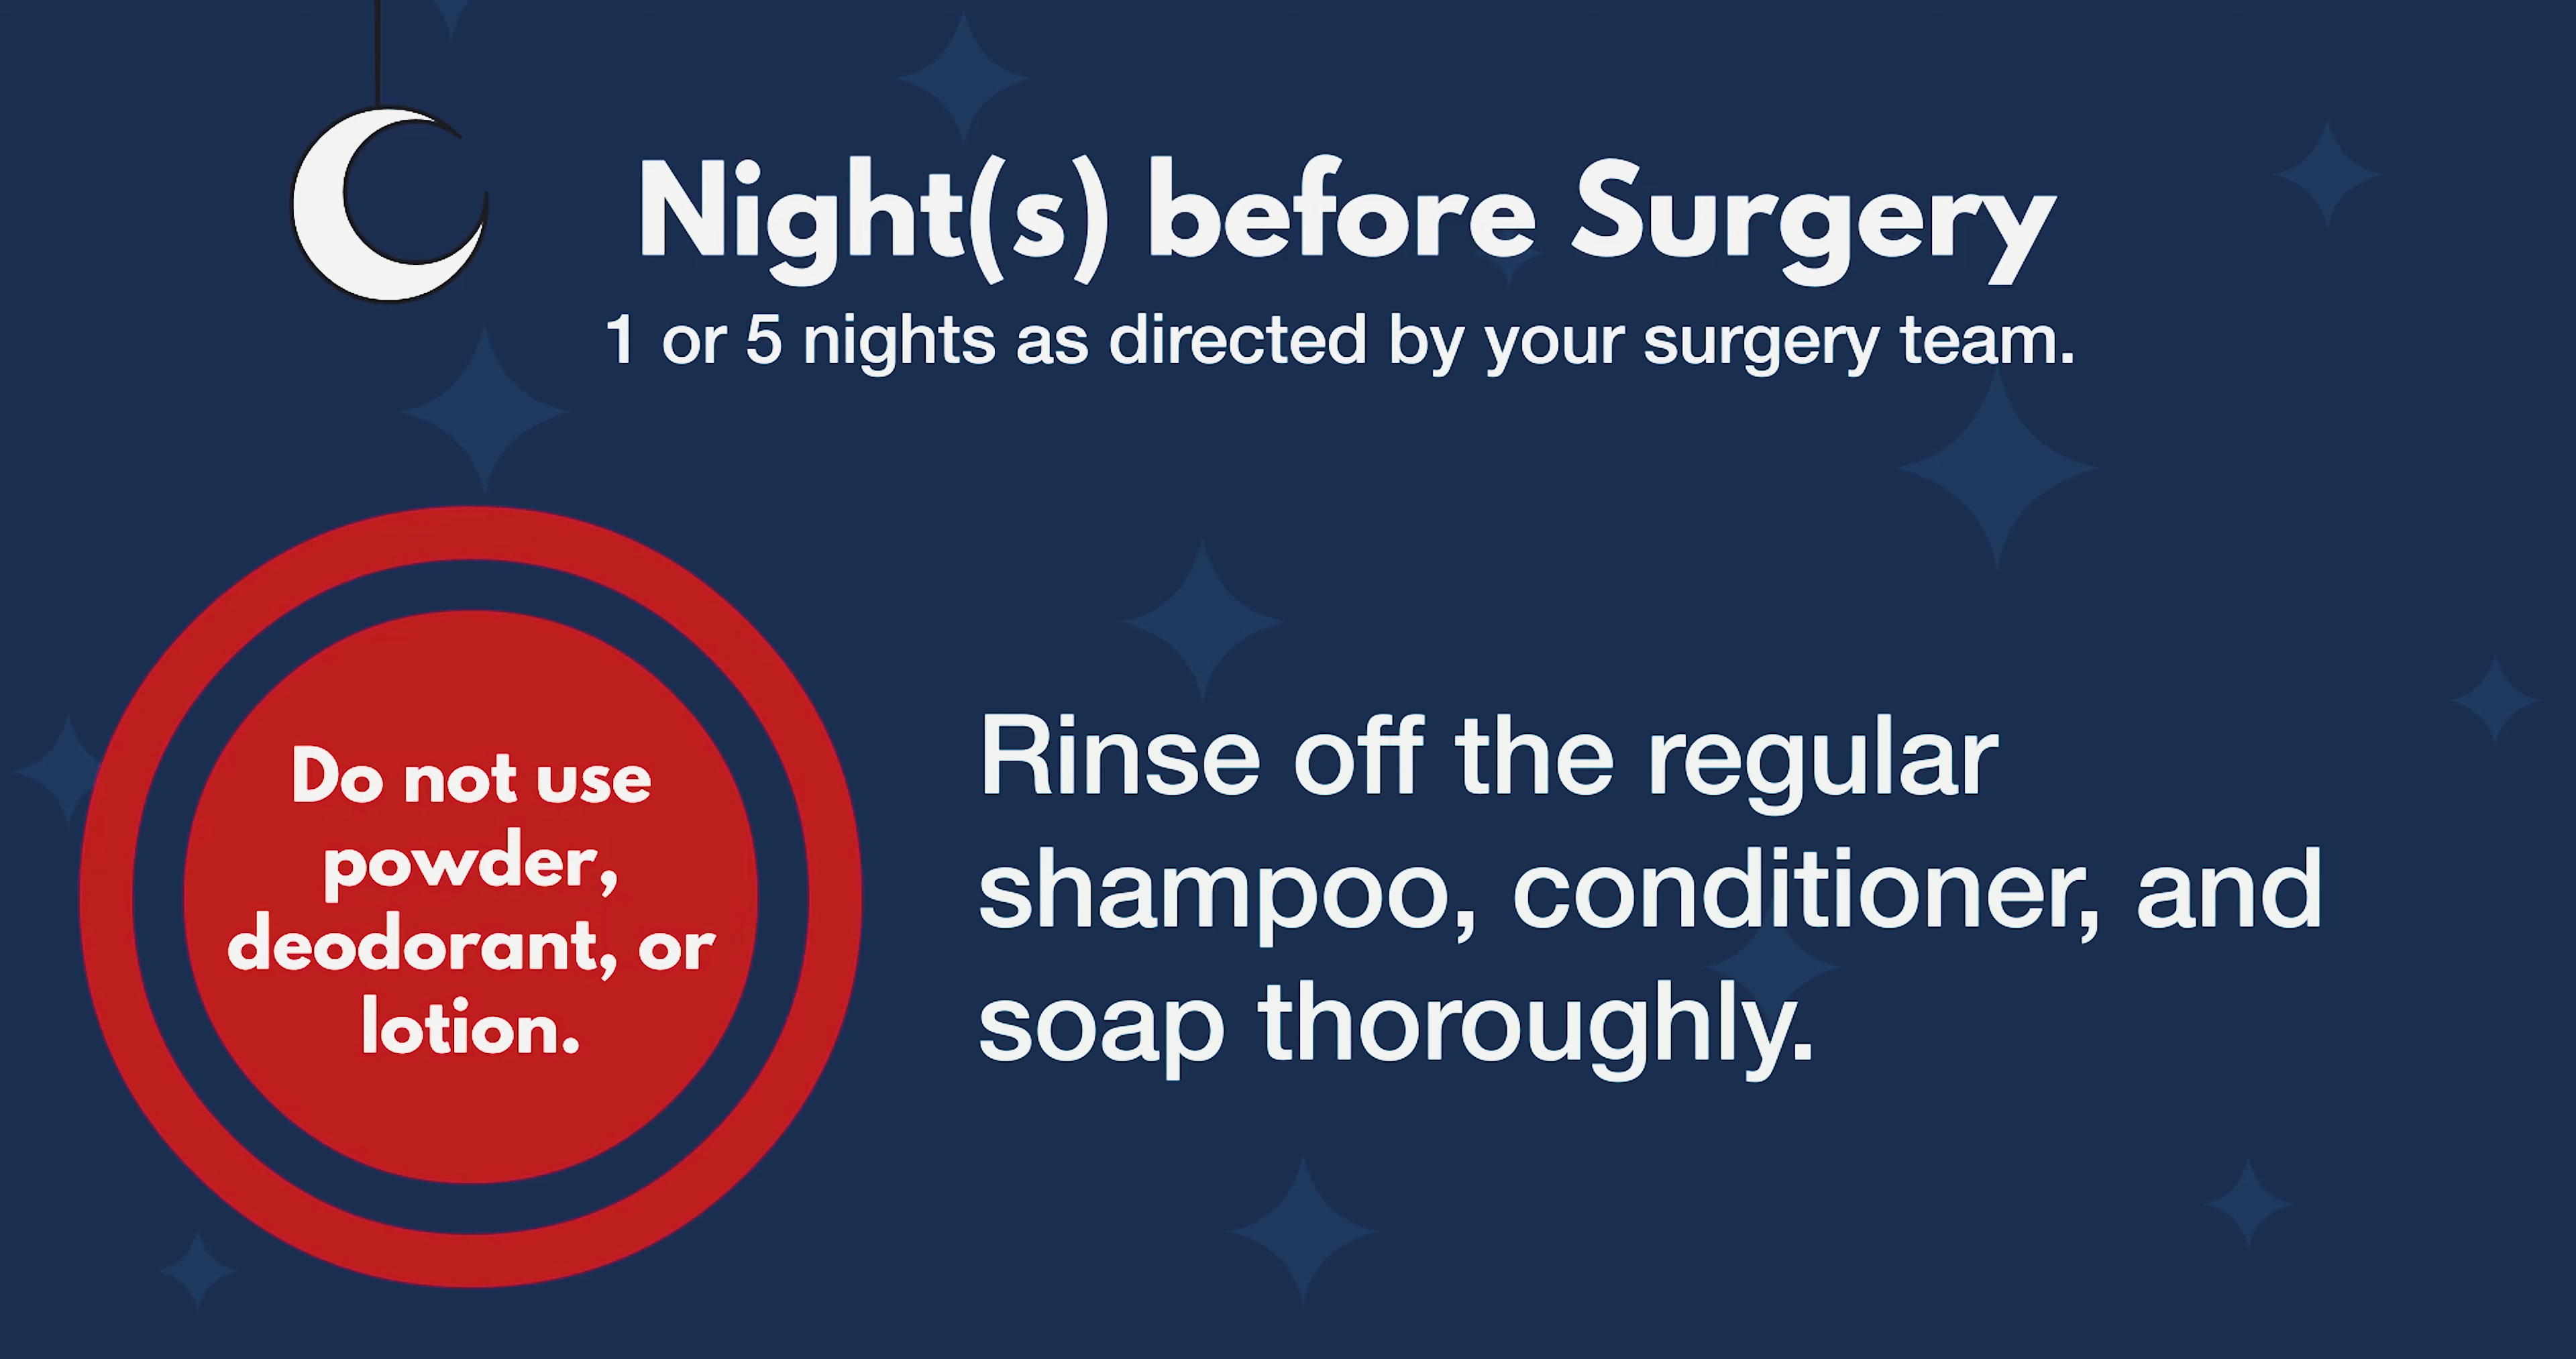 Night(s) before Surgery
1 or 5 nights as directed by your surgery team.
Do not use
powder,
deodorant, or
lotion.
Rinse off the regular
shampoo, conditioner, and
soap thoroughly.